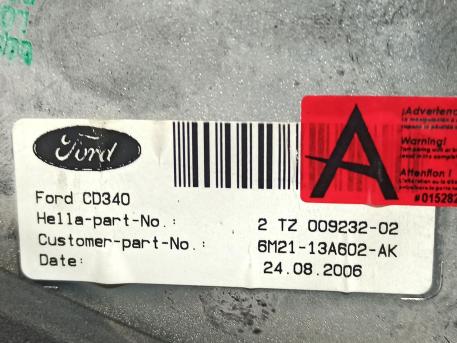 Ford
Ford CD340
Hella-part-No.: 2 TZ 009232-02
Customer-part-No.: 6M21-13A602-AK
Date: 24.08.2006
A
¡Advertenc
Warning!
Attention !
#015282